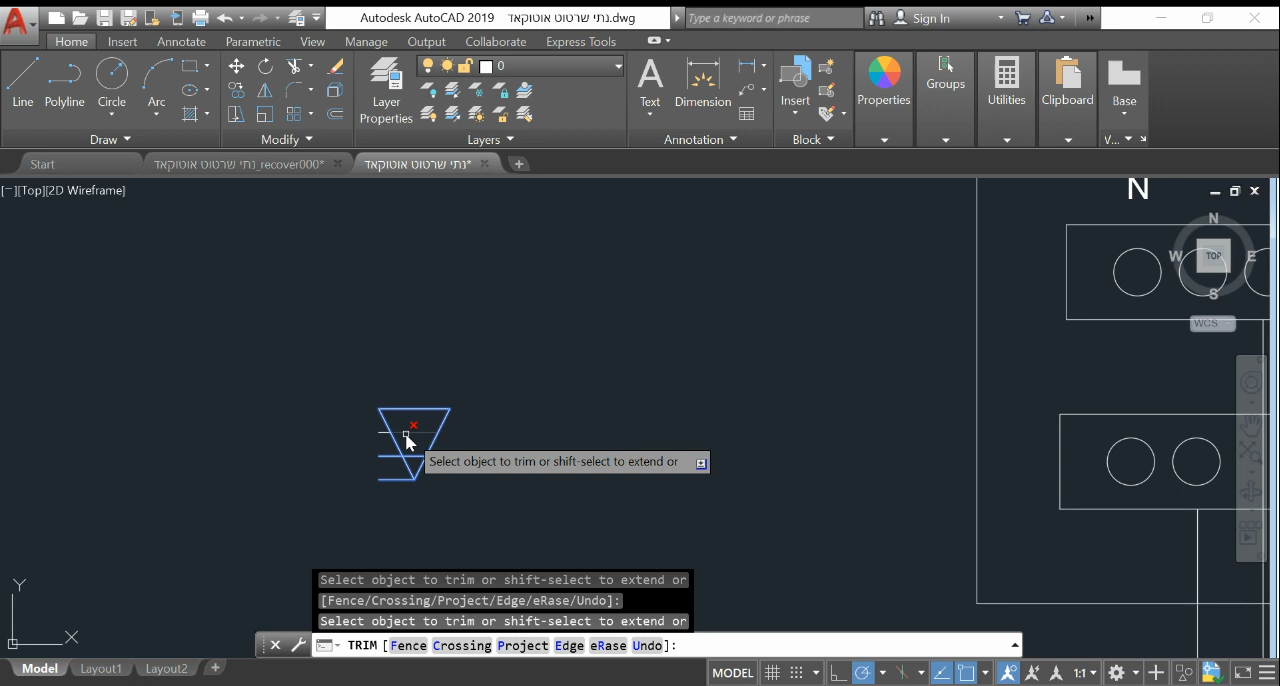 Autodesk AutoCAD 2019 נתי שרטוט אוטוקאד.dwg
Type a keyword or phrase
Sign In
Home Insert Annotate Parametric View Manage Output Collaborate Express Tools
0
Line Polyline Circle Arc
Layer Properties
Text Dimension
Insert
Properties Groups Utilities Clipboard Base
Draw Modify Layers Annotation Block V...
Start נתי שרטוט אוטוקאד_recover000* נתי שרטוט אוטוקאד*
[−][Top][2D Wireframe]
N
N
W TOP E
S
WCS
Select object to trim or shift-select to extend or
Y
X
Select object to trim or shift-select to extend or
[Fence/Crossing/Project/Edge/eRase/Undo]:
Select object to trim or shift-select to extend or
TRIM [Fence Crossing Project Edge eRase Undo]:
Model Layout1 Layout2
MODEL 1:1